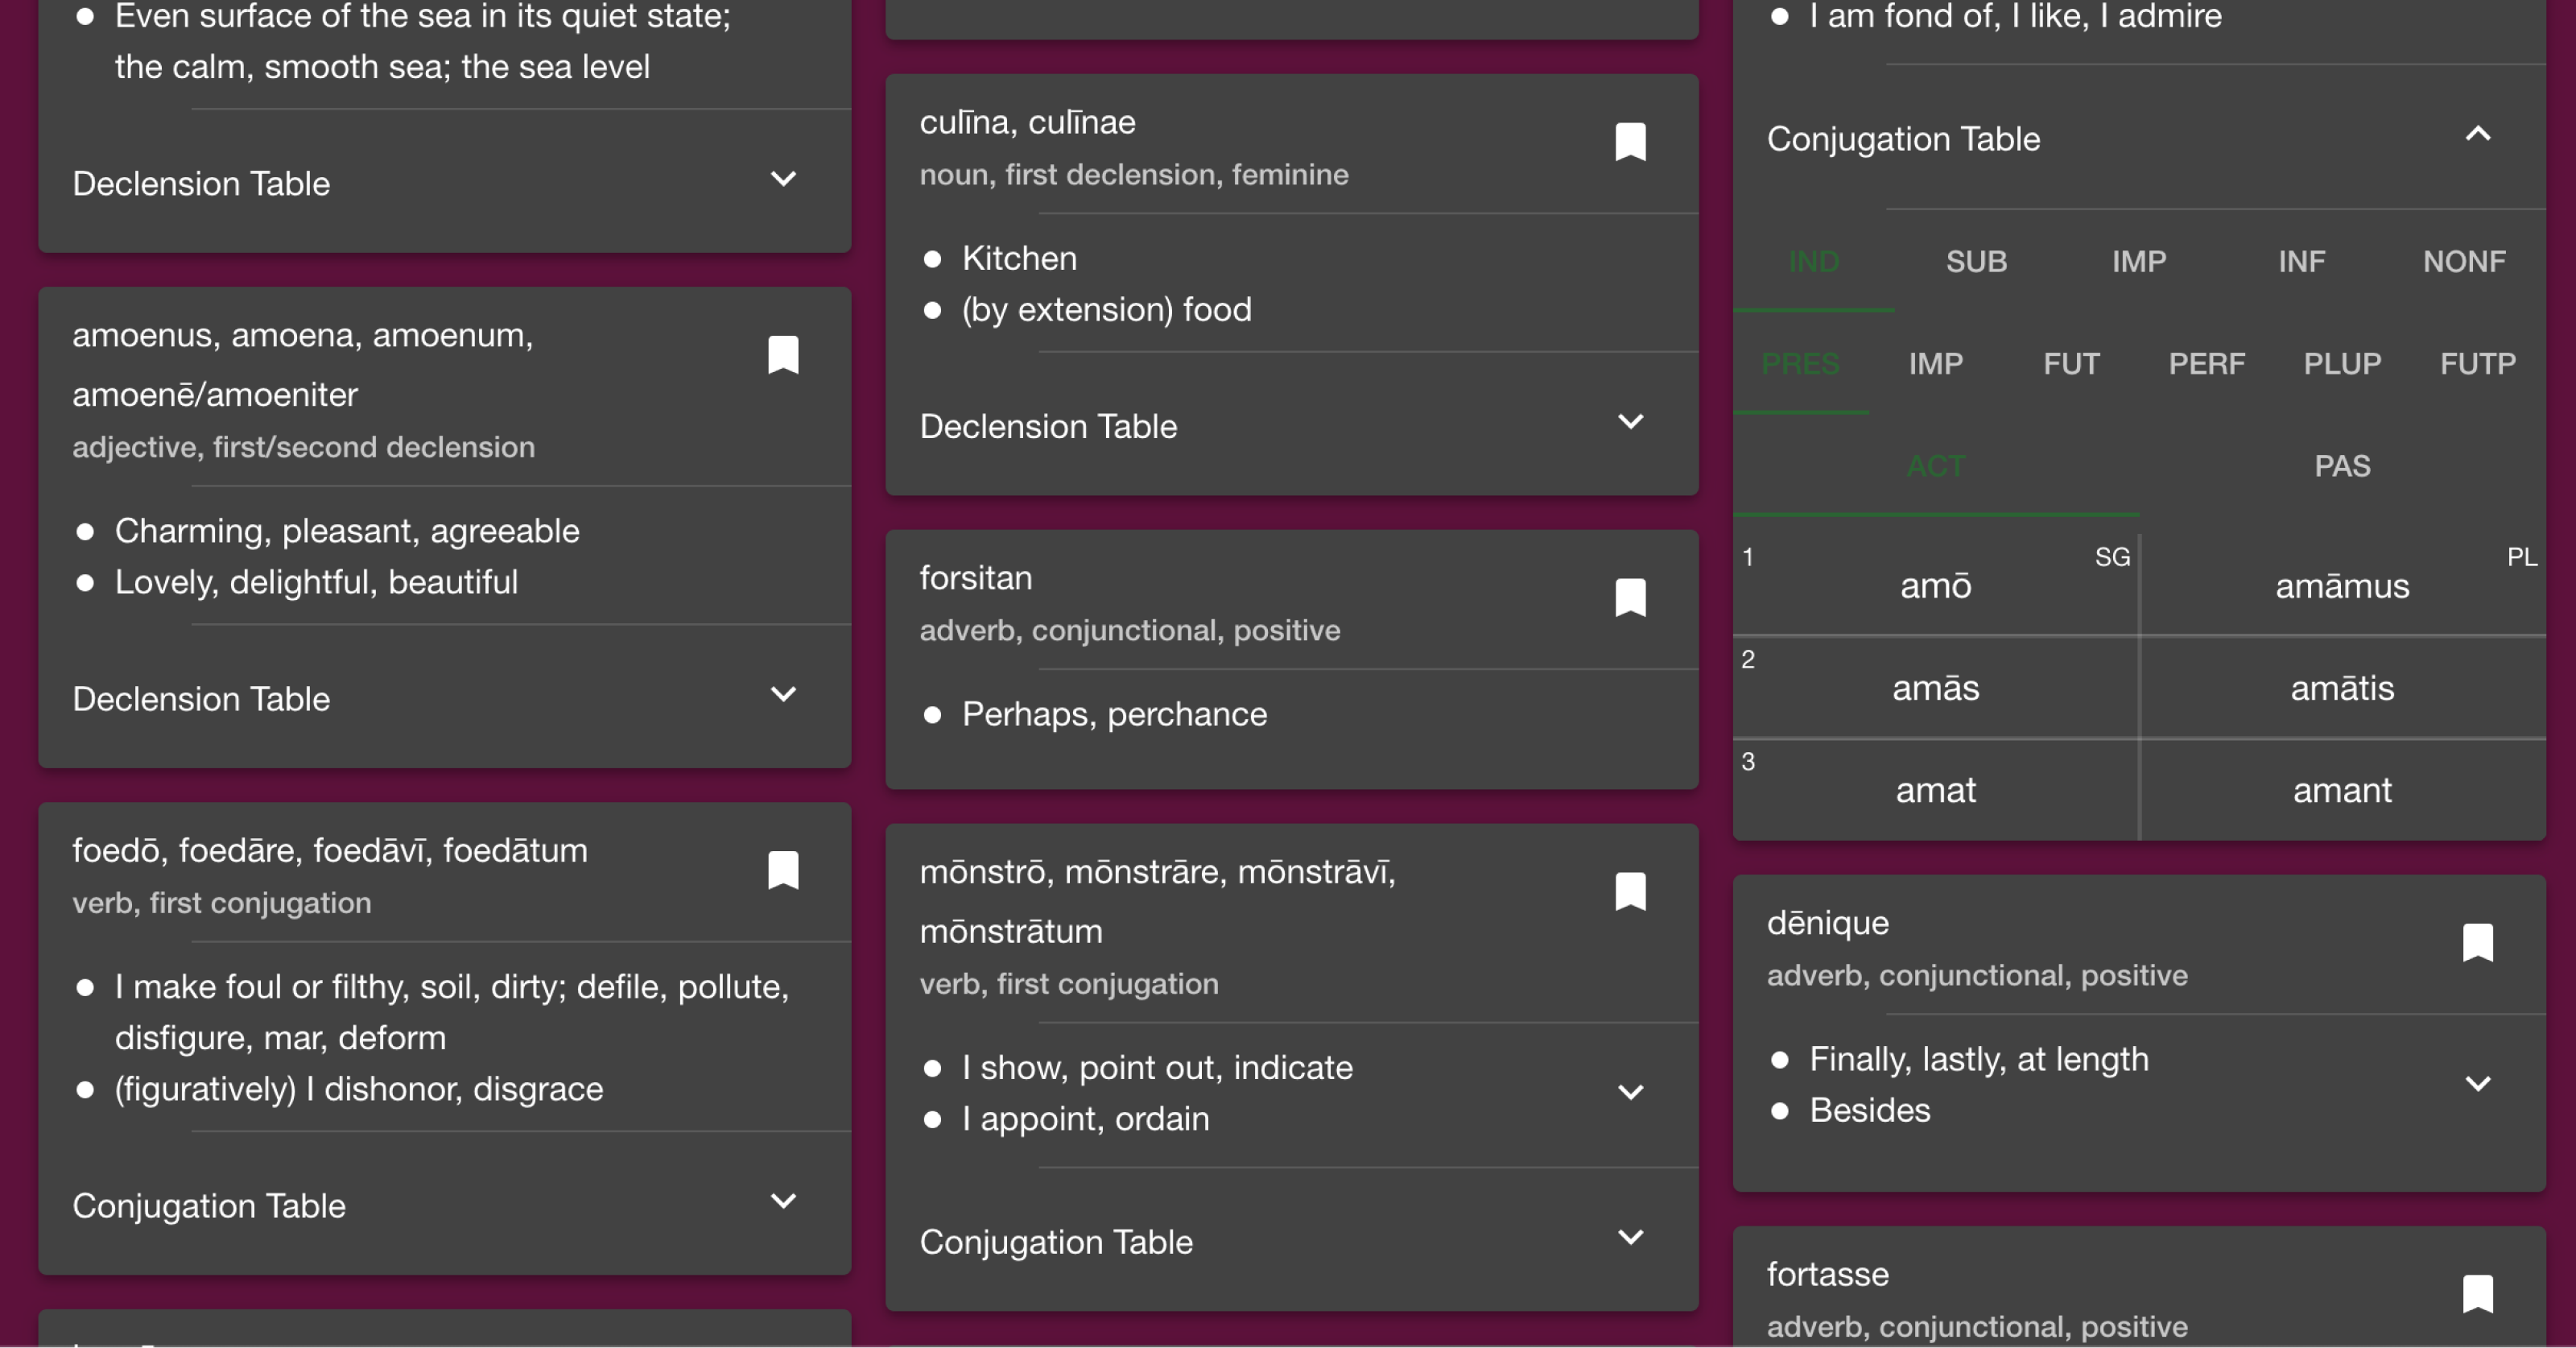 Even surface of the sea in its quiet state;
the calm, smooth sea; the sea level
Declension Table
amoenus, amoena, amoenum,
amoenē/amoeniter
adjective, first/second declension
Charming, pleasant, agreeable
Lovely, delightful, beautiful
Declension Table
foedō, foedāre, foedāvī, foedātum
verb, first conjugation
I make foul or filthy, soil, dirty; defile, pollute,
disfigure, mar, deform
(figuratively) I dishonor, disgrace
Conjugation Table
culīna, culīnae
noun, first declension, feminine
Kitchen
(by extension) food
Declension Table
forsitan
adverb, conjunctional, positive
Perhaps, perchance
mōnstrō, mōnstrāre, mōnstrāvī,
mōnstrātum
verb, first conjugation
I show, point out, indicate
I appoint, ordain
Conjugation Table
I am fond of, I like, I admire
Conjugation Table
IND SUB IMP INF NONF
PRES IMP FUT PERF PLUP FUTP
ACT PAS
1 amō SG amāmus PL
2 amās amātis
3 amat amant
dēnique
adverb, conjunctional, positive
Finally, lastly, at length
Besides
fortasse
adverb, conjunctional, positive